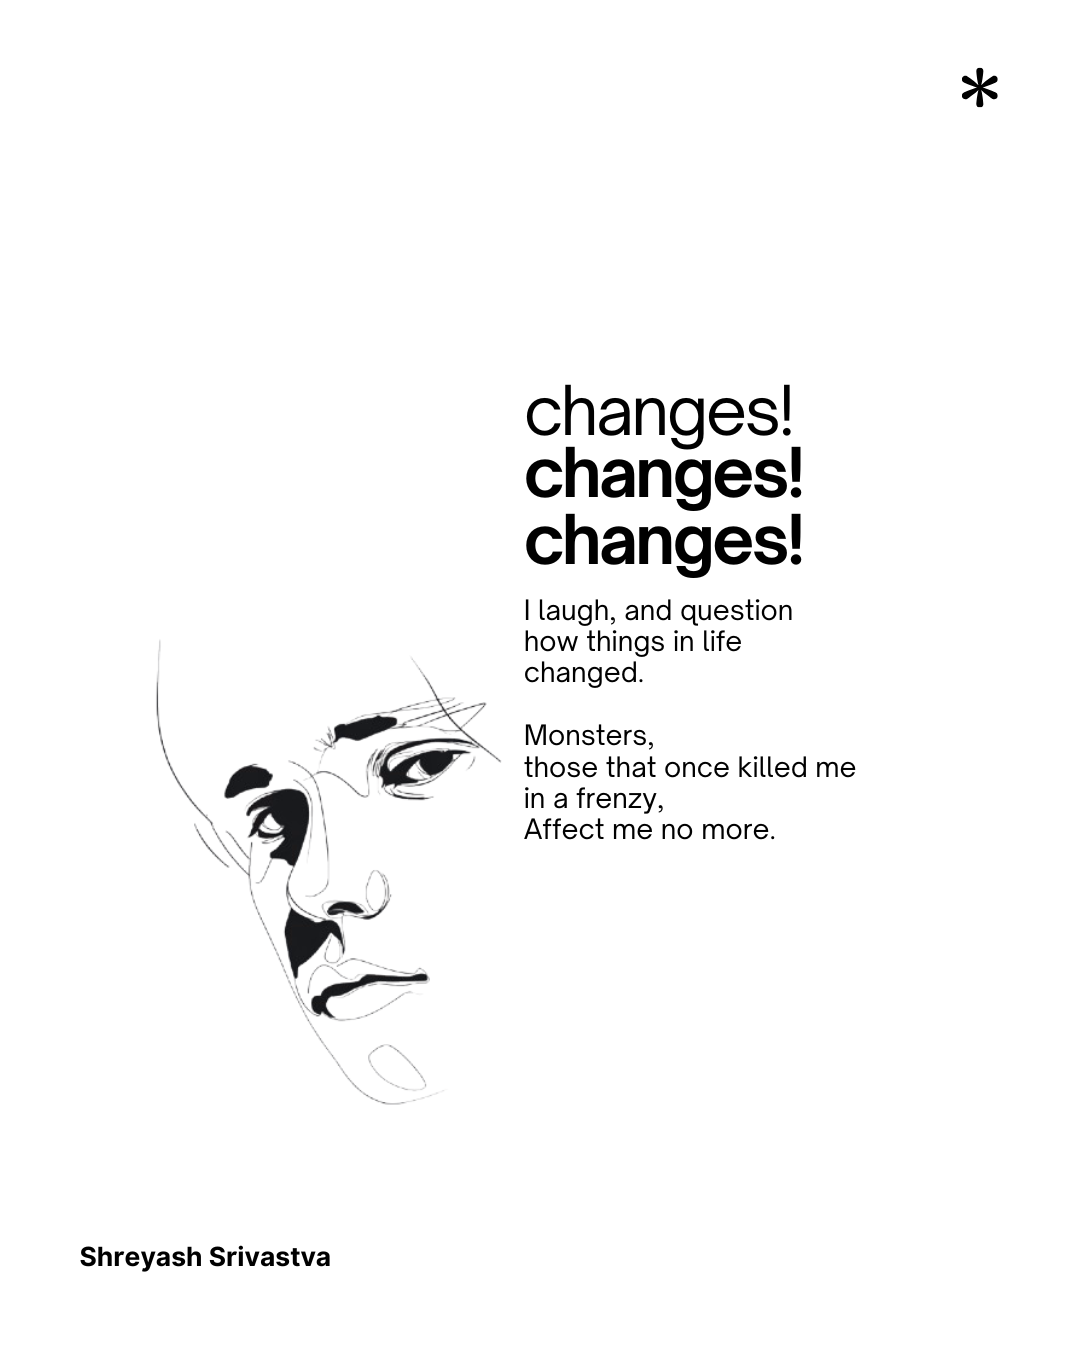 *
changes!
changes!
changes!
I laugh, and question
how things in life
changed.
Monsters,
those that once killed me
in a frenzy,
Affect me no more.
Shreyash Srivastva